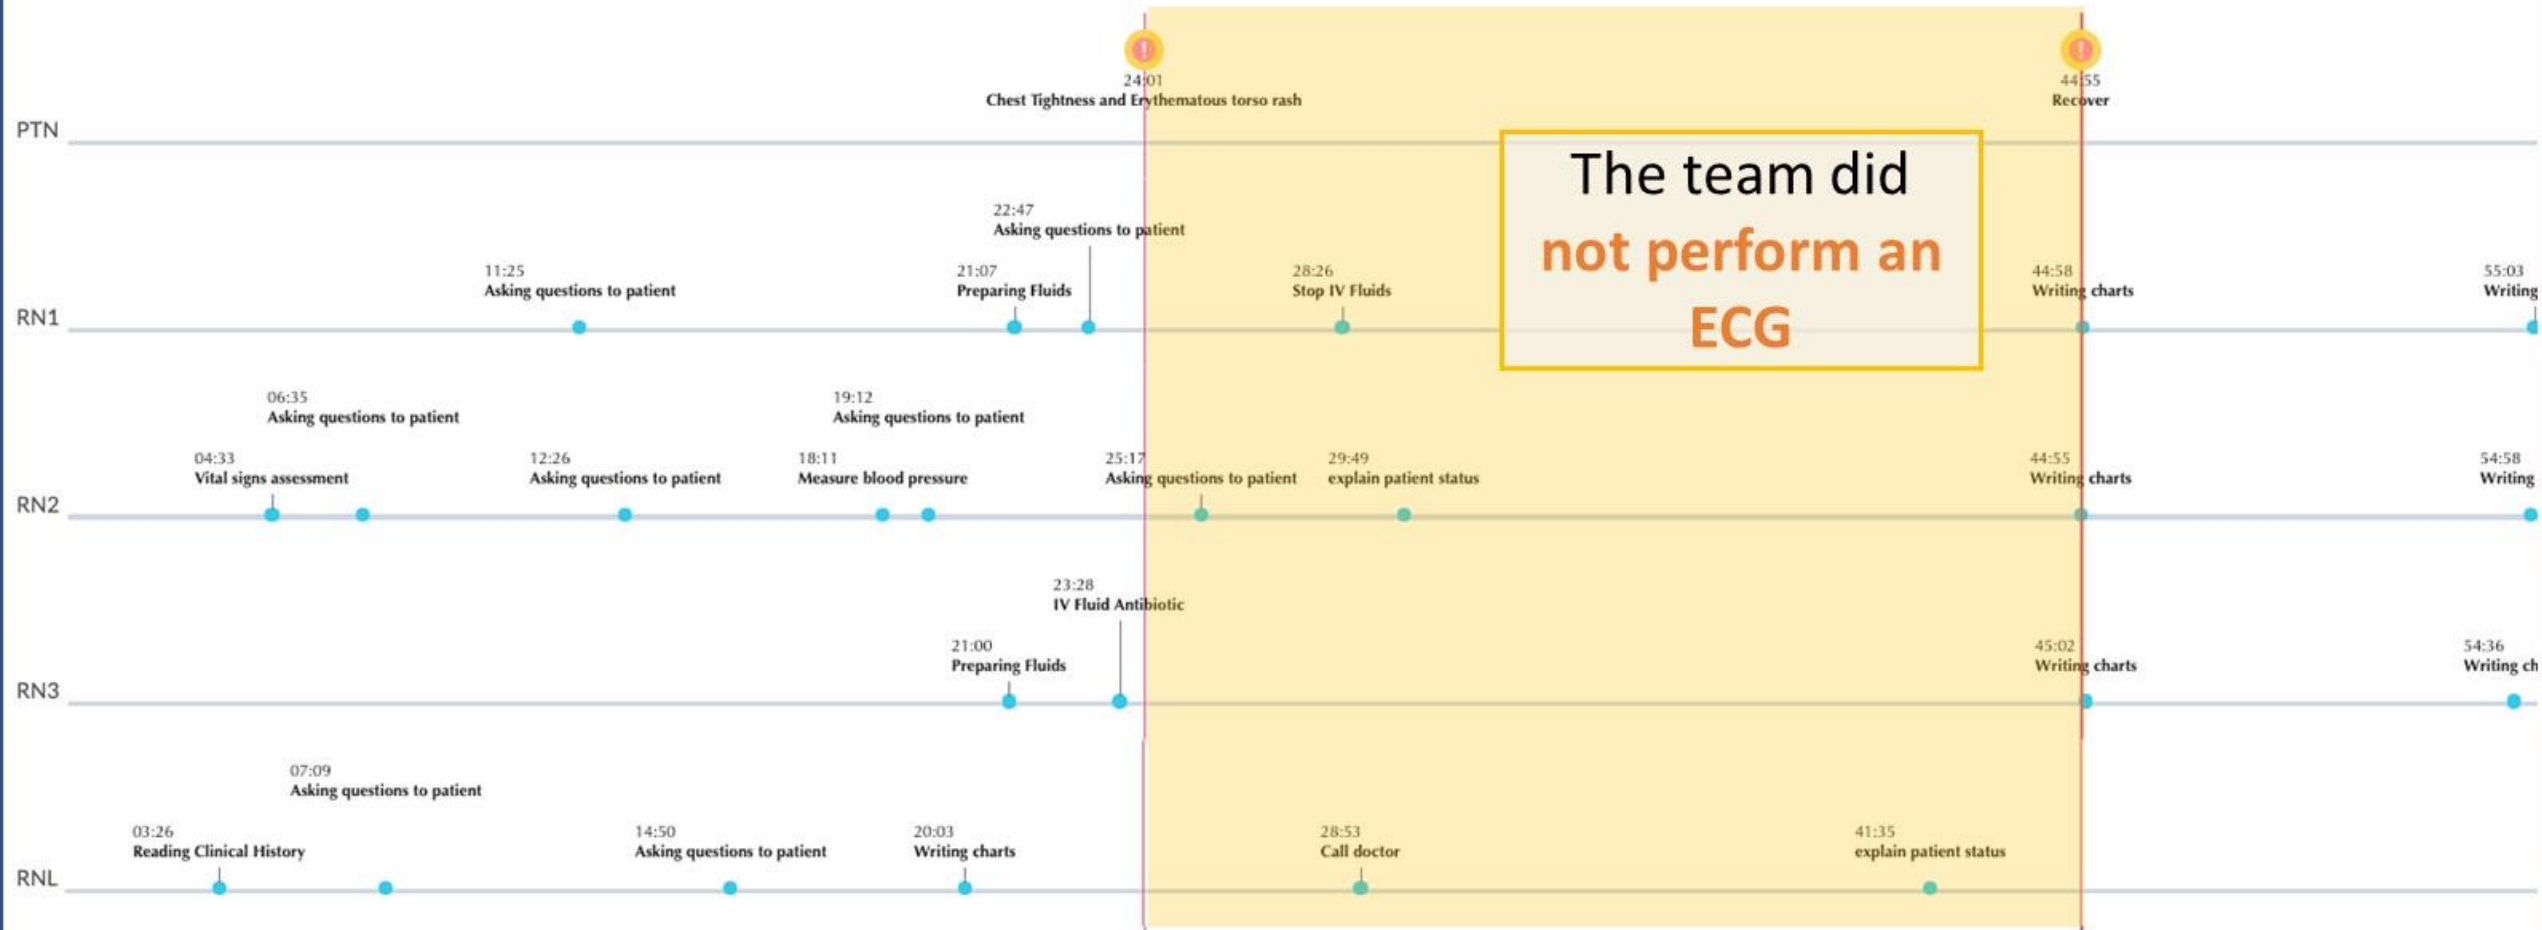 !
!
24:01
44:55
Chest Tightness and Erythematous torso rash
Recover
PTN
The team did
not perform an
ECG
22:47
Asking questions to patient
11:25
Asking questions to patient
21:07
Preparing Fluids
28:26
Stop IV Fluids
44:58
Writing charts
55:03
Writing
RN1
06:35
Asking questions to patient
19:12
Asking questions to patient
04:33
Vital signs assessment
12:26
Asking questions to patient
18:11
Measure blood pressure
25:17
Asking questions to patient
29:49
explain patient status
44:55
Writing charts
54:58
Writing
RN2
23:28
IV Fluid Antibiotic
21:00
Preparing Fluids
45:02
Writing charts
54:36
Writing ch
RN3
07:09
Asking questions to patient
03:26
Reading Clinical History
14:50
Asking questions to patient
20:03
Writing charts
28:53
Call doctor
41:35
explain patient status
RNL